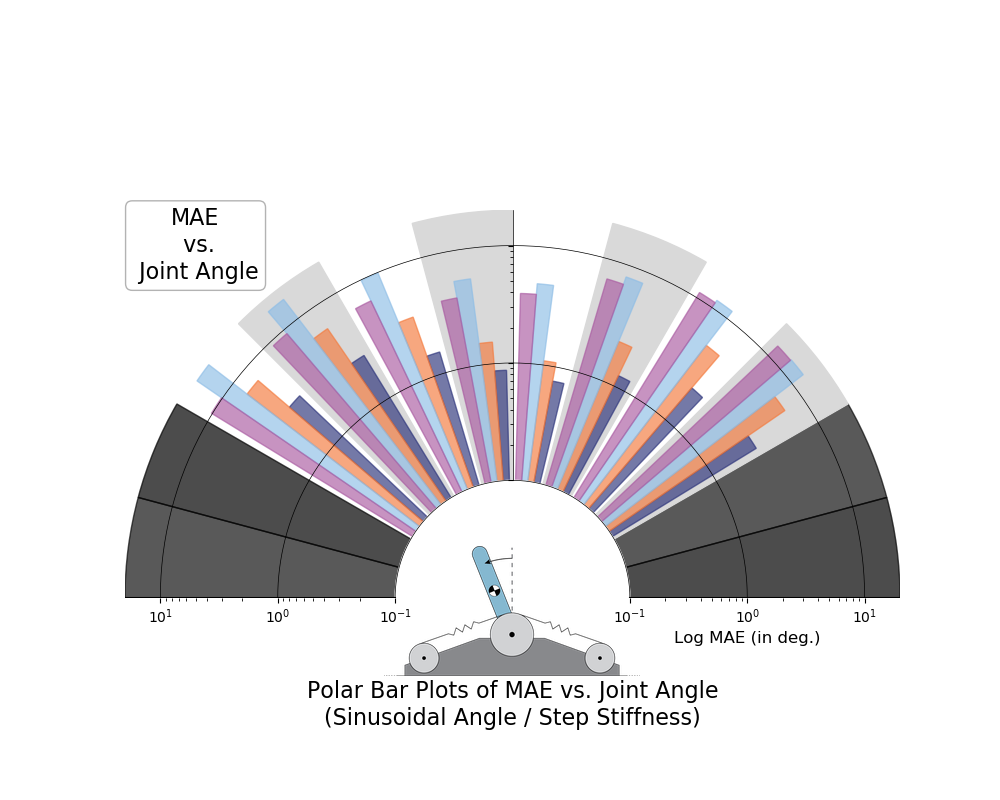 MAE
vs.
Joint Angle
10¹ 10⁰ 10⁻¹ 10⁻¹ 10⁰ 10¹
Log MAE (in deg.)
Polar Bar Plots of MAE vs. Joint Angle
(Sinusoidal Angle / Step Stiffness)